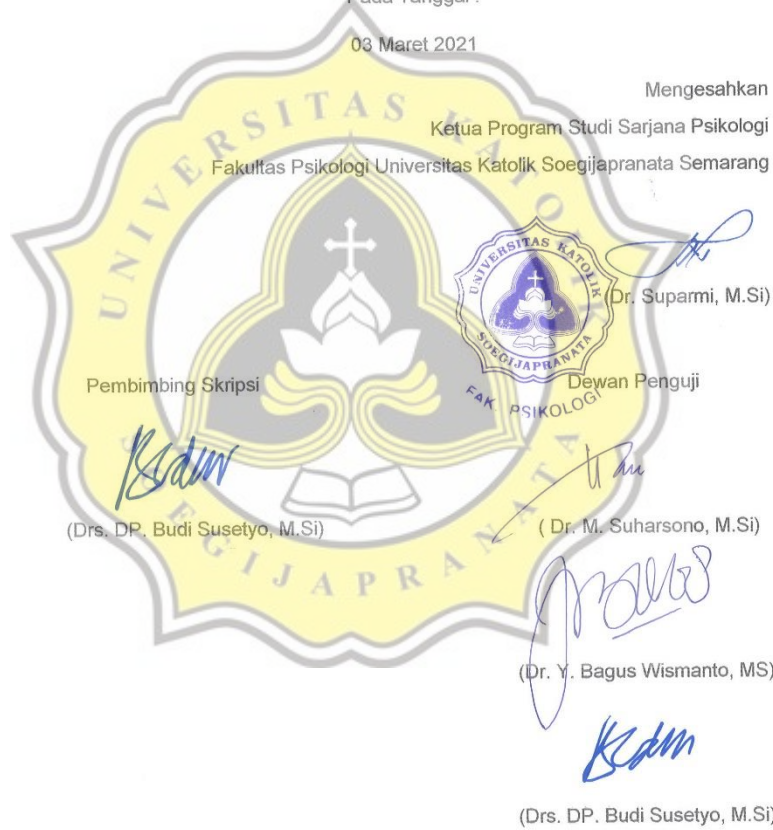 03 Maret 2021
Mengesahkan
Ketua Program Studi Sarjana Psikologi
Fakultas Psikologi Universitas Katolik Soegijapranata Semarang
UNIVERSITAS KATOLIK
SOEGIJAPRANATA
FAK. PSIKOLOGI
(Dr. Suparmi, M.Si)
Pembimbing Skripsi
Dewan Penguji
(Drs. DP. Budi Susetyo, M.Si)
( Dr. M. Suharsono, M.Si)
(Dr. Y. Bagus Wismanto, MS)
(Drs. DP. Budi Susetyo, M.Si)
UNIVERSITAS KATOLIK
SOEGIJAPRANATA